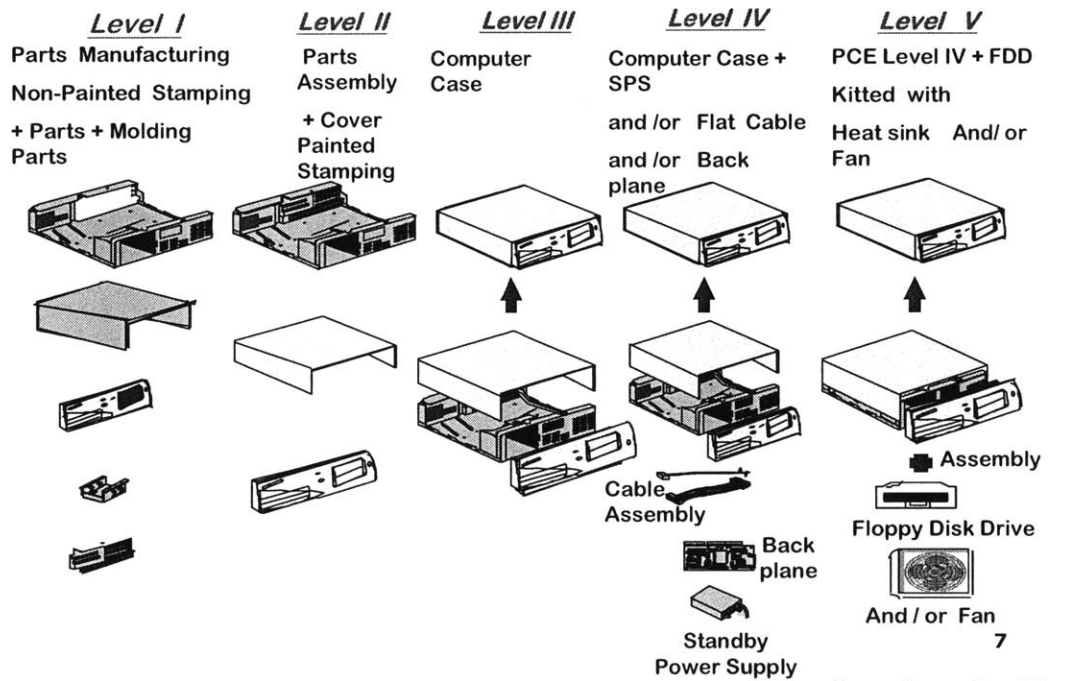 Level I
Parts Manufacturing
Non-Painted Stamping
+ Parts + Molding
Parts
Level II
Parts
Assembly
+ Cover
Painted
Stamping
Level III
Computer
Case
Level IV
Computer Case +
SPS
and /or Flat Cable
and /or Back
plane
Level V
PCE Level IV + FDD
Kitted with
Heat sink And/ or
Fan
Cable
Assembly
Back
plane
Standby
Power Supply
Assembly
Floppy Disk Drive
And / or Fan
7